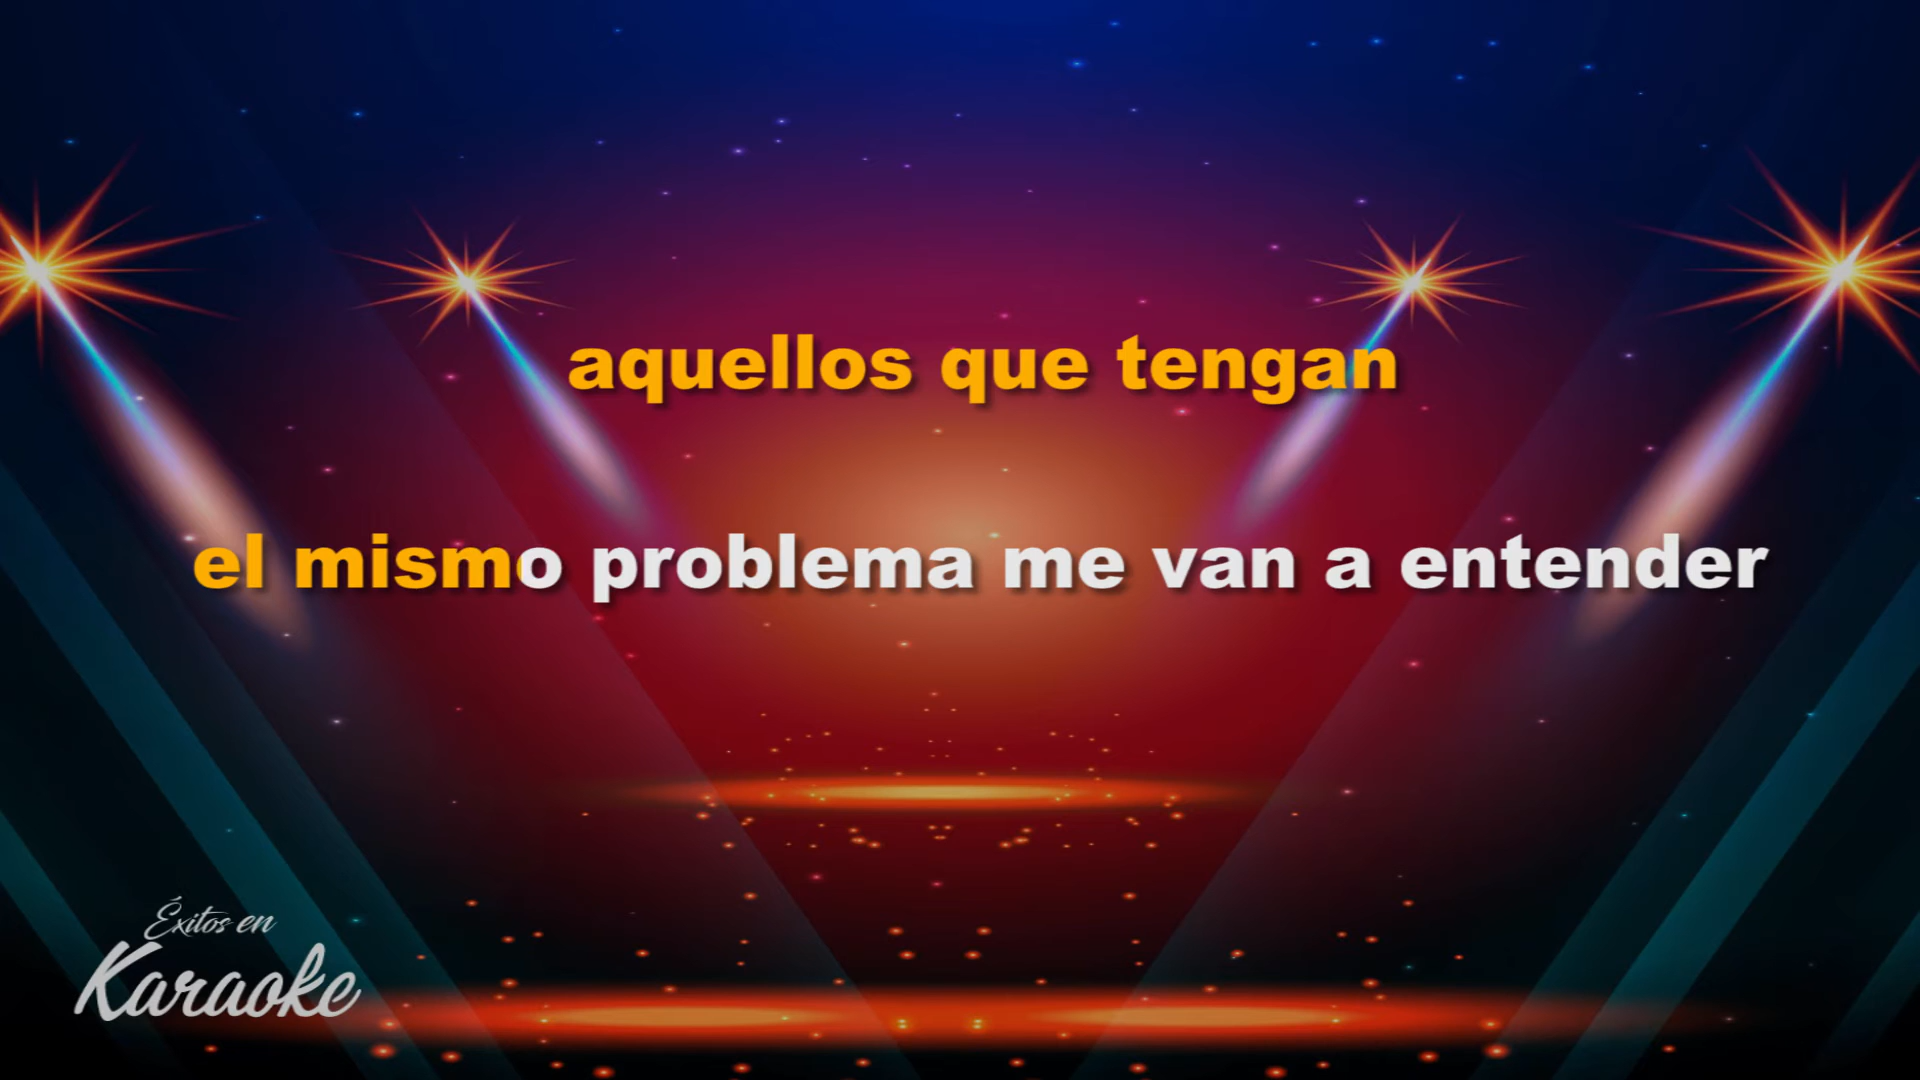 aquellos que tengan
el mismo problema me van a entender
Éxitos en
Karaoke